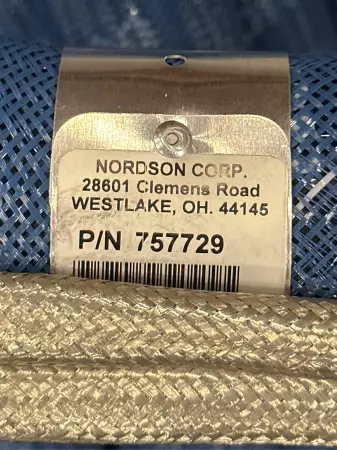 NORDSON CORP.
28601 Clemens Road
WESTLAKE, OH. 44145
P/N 757729